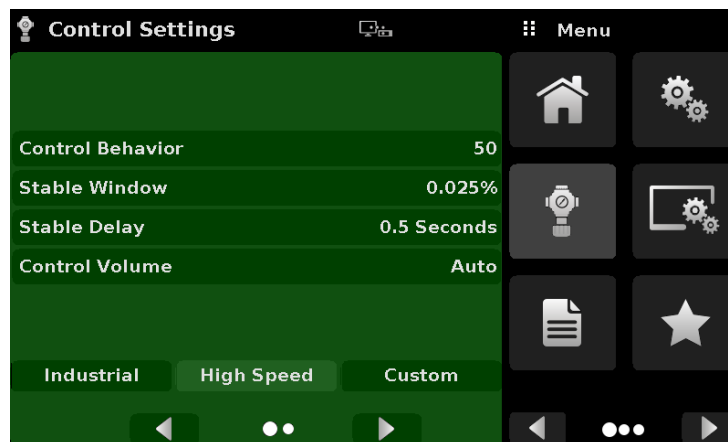 Control Settings
Menu
Control Behavior 50
Stable Window 0.025%
Stable Delay 0.5 Seconds
Control Volume Auto
Industrial High Speed Custom